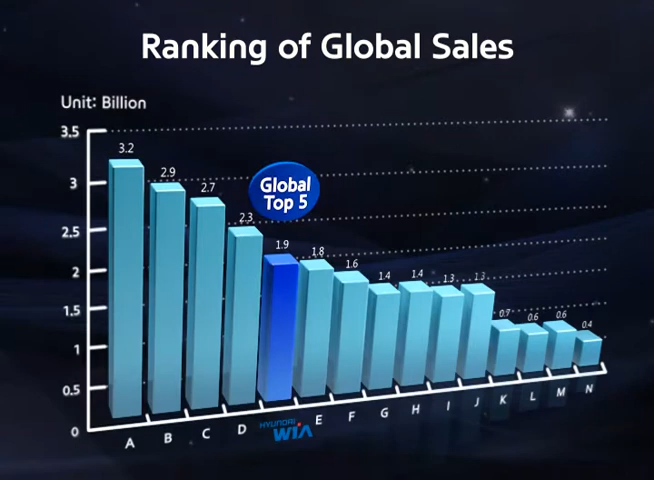 Ranking of Global Sales
Unit: Billion
3.5
3
2.5
2
1.5
1
0.5
0
3.2
2.9
2.7
2.3
1.9
1.8
1.6
1.4
1.4
1.3
1.3
0.7
0.6
0.6
0.4
Global
Top 5
A
B
C
D
HYUNDAI
WIA
E
F
G
H
I
J
K
L
M
N